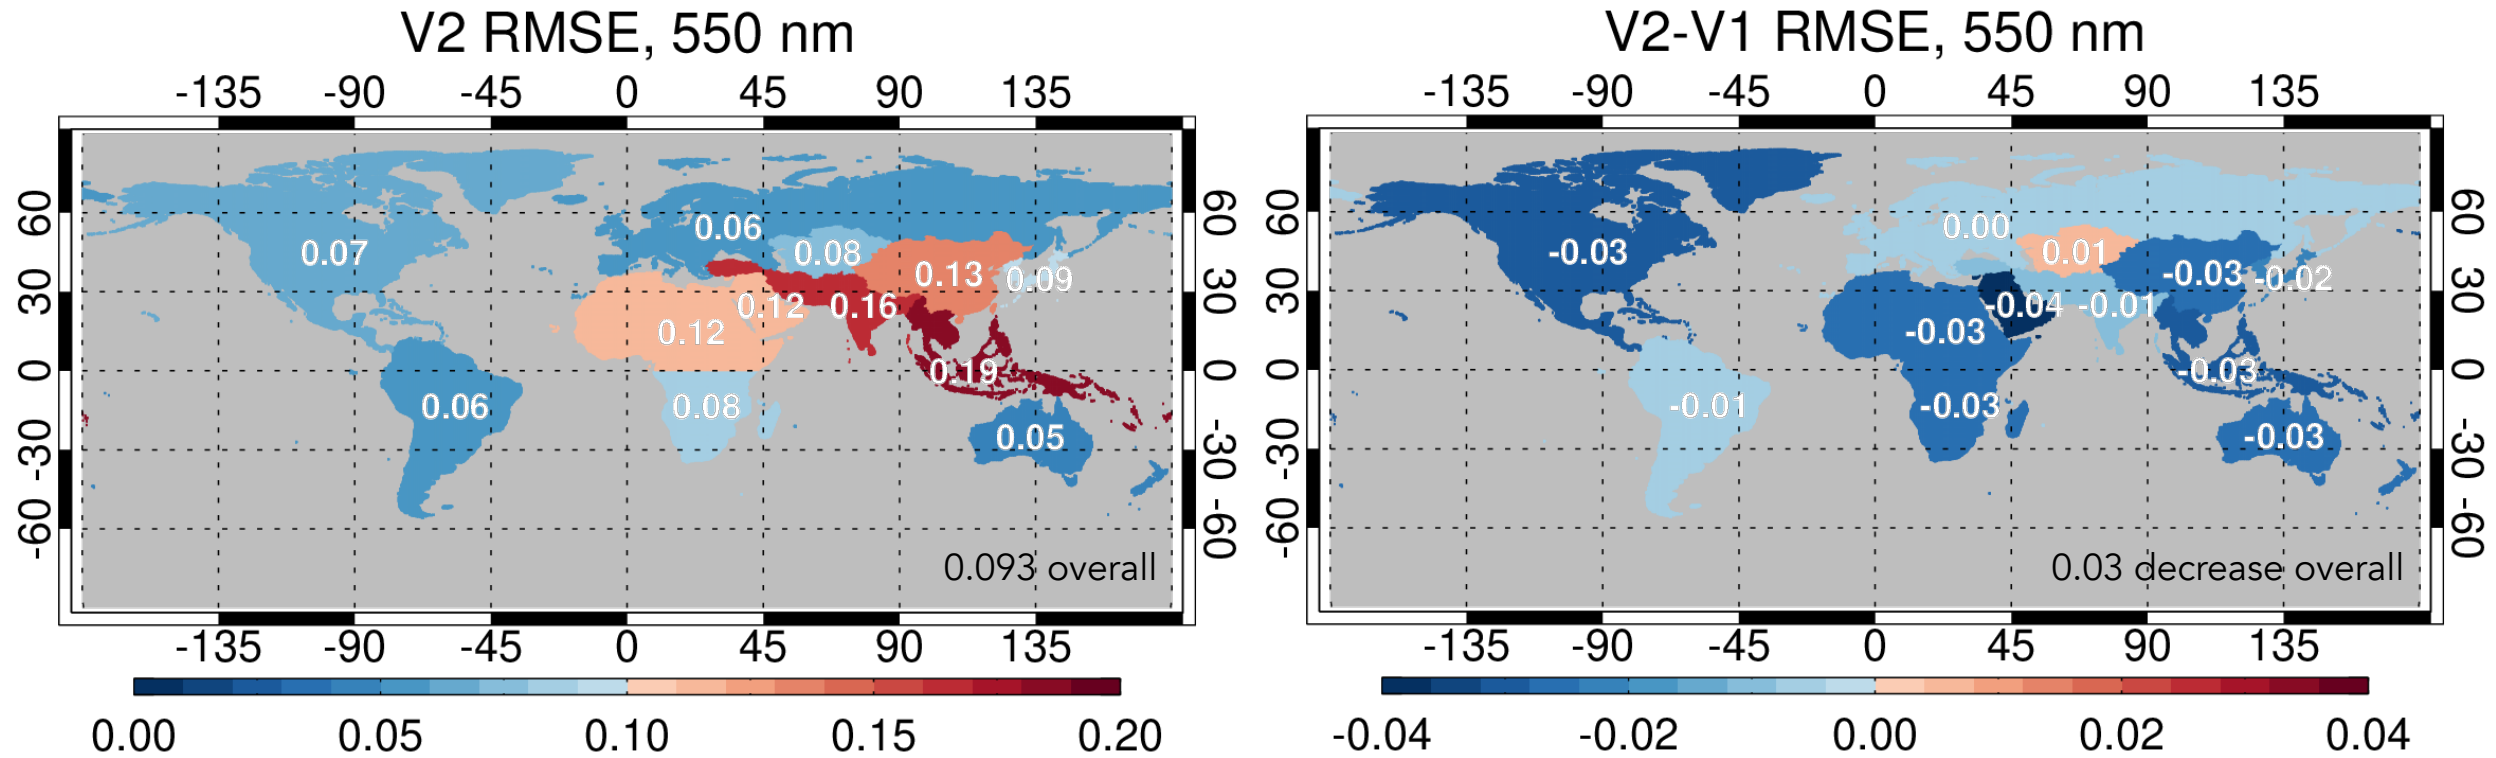 V2 RMSE, 550 nm
-135 -90 -45 0 45 90 135
60 30 0 -30 -60
0.07 0.06 0.08 0.13 0.09
0.12 0.12 0.16
0.06 0.08 0.19 0.05
0.093 overall
60 30 0 -30 -60
-135 -90 -45 0 45 90 135
0.00 0.05 0.10 0.15 0.20
V2-V1 RMSE, 550 nm
-135 -90 -45 0 45 90 135
60 30 0 -30 -60
-0.03 0.00 0.01 -0.03 -0.02
-0.03 -0.04 -0.01
-0.01 -0.03 -0.03 -0.03
0.03 decrease overall
60 30 0 -30 -60
-135 -90 -45 0 45 90 135
-0.04 -0.02 0.00 0.02 0.04